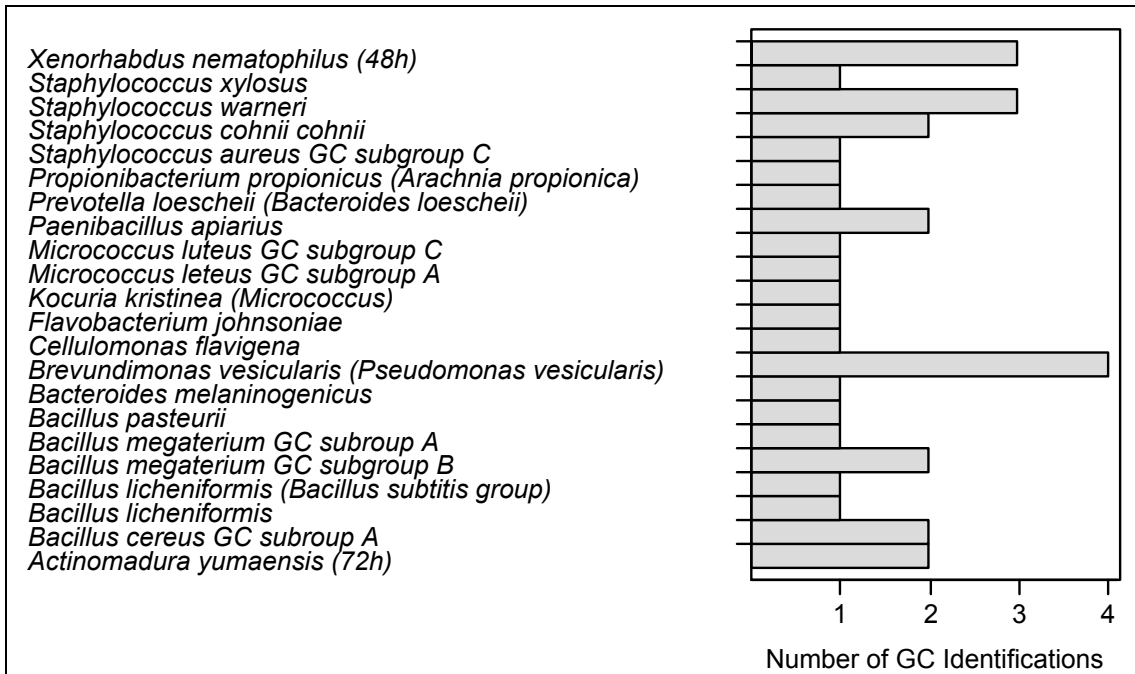 Xenorhabdus nematophilus (48h)
Staphylococcus xylosus
Staphylococcus warneri
Staphylococcus cohnii cohnii
Staphylococcus aureus GC subgroup C
Propionibacterium propionicus (Arachnia propionica)
Prevotella loescheii (Bacteroides loescheii)
Paenibacillus apiarius
Micrococcus luteus GC subgroup C
Micrococcus leteus GC subgroup A
Kocuria kristinea (Micrococcus)
Flavobacterium johnsoniae
Cellulomonas flavigena
Brevundimonas vesicularis (Pseudomonas vesicularis)
Bacteroides melaninogenicus
Bacillus pasteurii
Bacillus megaterium GC subroup A
Bacillus megaterium GC subgroup B
Bacillus licheniformis (Bacillus subtitis group)
Bacillus licheniformis
Bacillus cereus GC subroup A
Actinomadura yumaensis (72h)
1 2 3 4
Number of GC Identifications